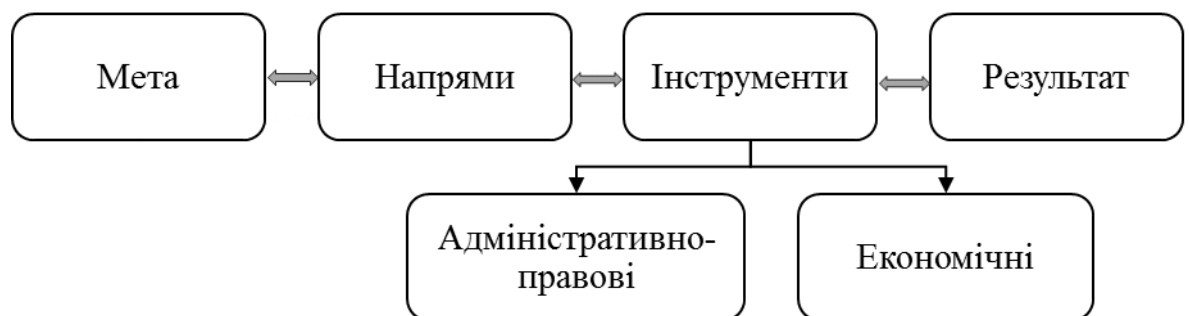 Мета
Напрями
Інструменти
Результат
Адміністративно-
правові
Економічні